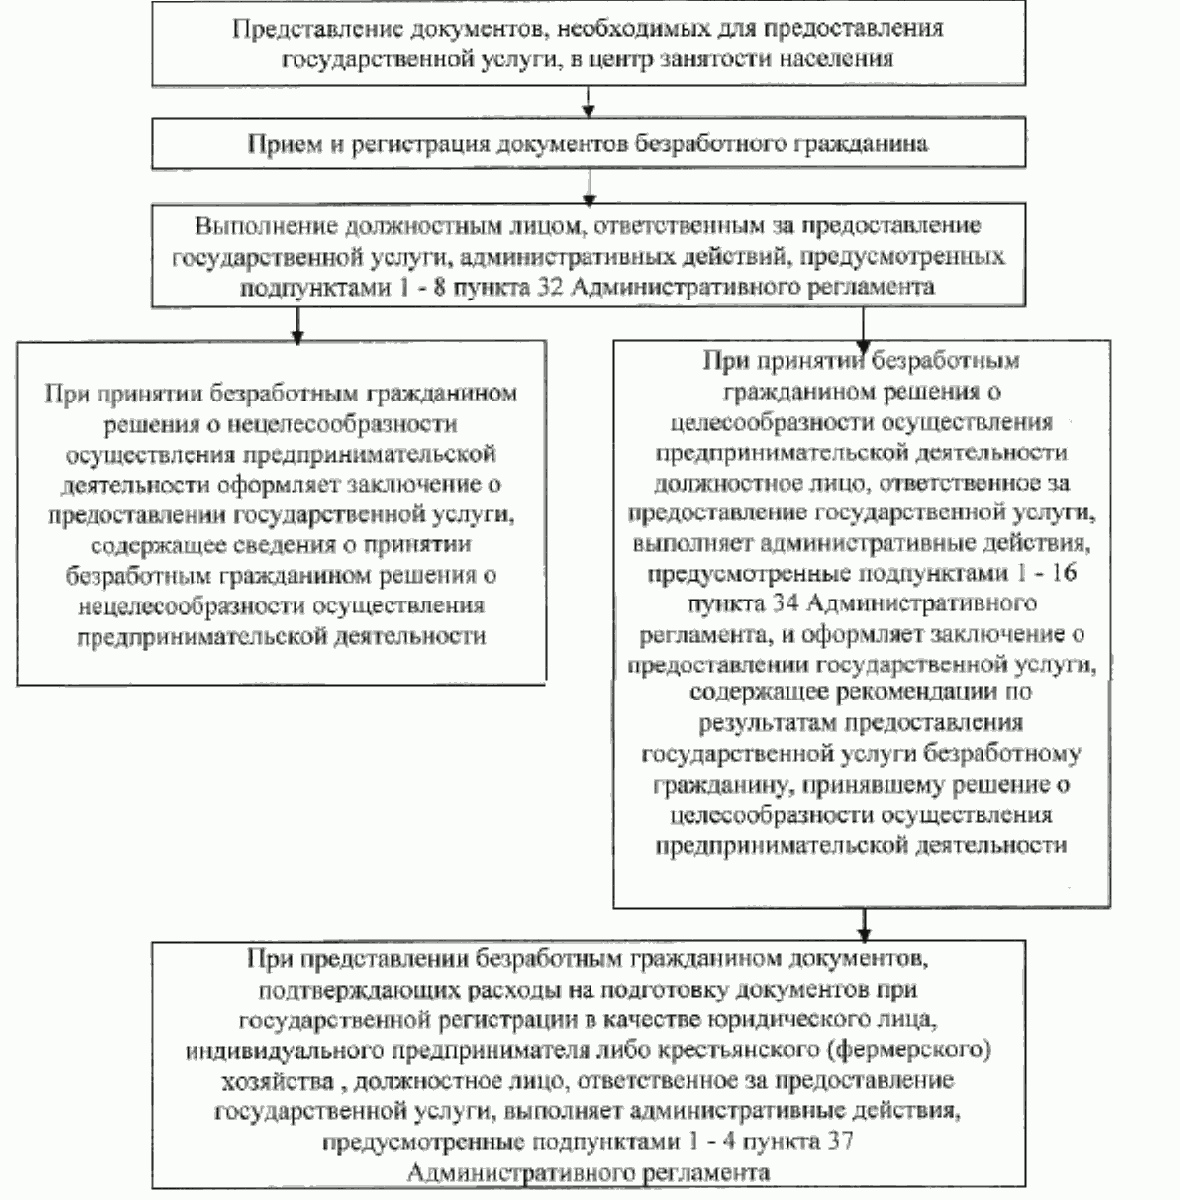 Представление документов, необходимых для предоставления
государственной услуги, в центр занятости населения
Прием и регистрация документов безработного гражданина
Выполнение должностным лицом, ответственным за предоставление
государственной услуги, административных действий, предусмотренных
подпунктами 1 - 8 пункта 32 Административного регламента
При принятии безработным гражданином
решения о нецелесообразности
осуществления предпринимательской
деятельности оформляет заключение о
предоставлении государственной услуги,
содержащее сведения о принятии
безработным гражданином решения о
нецелесообразности осуществления
предпринимательской деятельности
При принятии безработным
гражданином решения о
целесообразности осуществления
предпринимательской деятельности
должностное лицо, ответственное за
предоставление государственной услуги,
выполняет административные действия,
предусмотренные подпунктами 1 - 16
пункта 34 Административного
регламента, и оформляет заключение о
предоставлении государственной услуги,
содержащее рекомендации по
результатам предоставления
государственной услуги безработному
гражданину, принявшему решение о
целесообразности осуществления
предпринимательской деятельности
При представлении безработным гражданином документов,
подтверждающих расходы на подготовку документов при
государственной регистрации в качестве юридического лица,
индивидуального предпринимателя либо крестьянского (фермерского)
хозяйства , должностное лицо, ответственное за предоставление
государственной услуги, выполняет административные действия,
предусмотренные подпунктами 1 - 4 пункта 37
Административного регламента